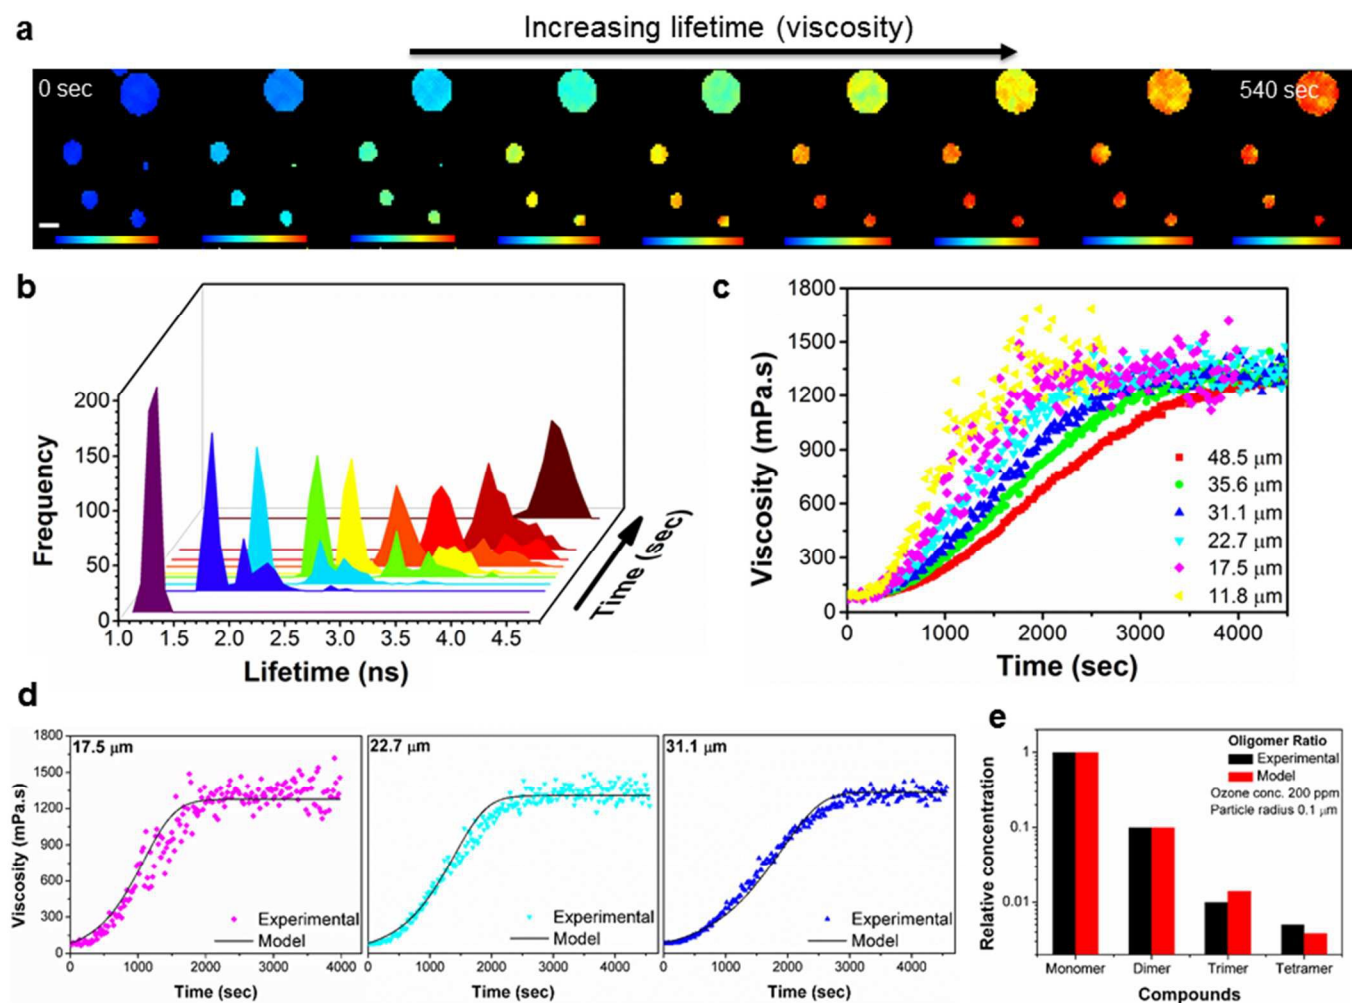 a
Increasing lifetime (viscosity)
0 sec
540 sec
b
200
150
100
50
0
Frequency
1.0 1.5 2.0 2.5 3.0 3.5 4.0 4.5
Lifetime (ns)
Time (sec)
c
1800
1500
1200
900
600
300
0
Viscosity (mPa.s)
48.5 μm
35.6 μm
31.1 μm
22.7 μm
17.5 μm
11.8 μm
0 1000 2000 3000 4000
Time (sec)
d
1800
1500
1200
900
600
300
0
Viscosity (mPa.s)
17.5 μm
Experimental
Model
0 1000 2000 3000 4000
Time (sec)
22.7 μm
Experimental
Model
0 1000 2000 3000 4000
Time (sec)
31.1 μm
Experimental
Model
0 1000 2000 3000 4000
Time (sec)
e
1
0.1
0.01
Relative concentration
Oligomer Ratio
Experimental
Model
Ozone conc. 200 ppm
Particle radius 0.1 μm
Monomer Dimer Trimer Tetramer
Compounds